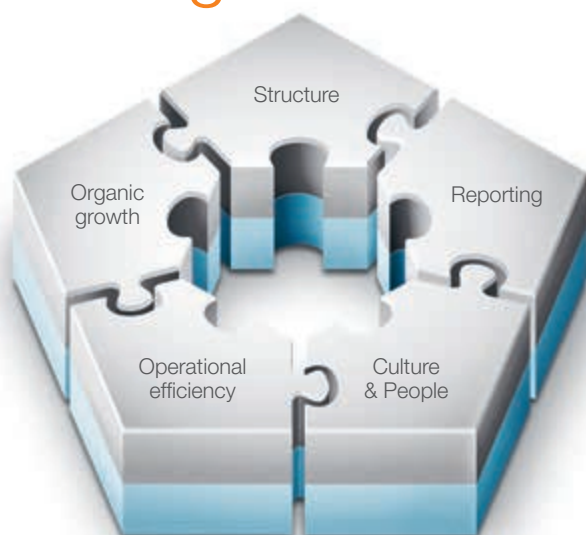 Structure
Organic
growth
Reporting
Operational
efficiency
Culture
& People